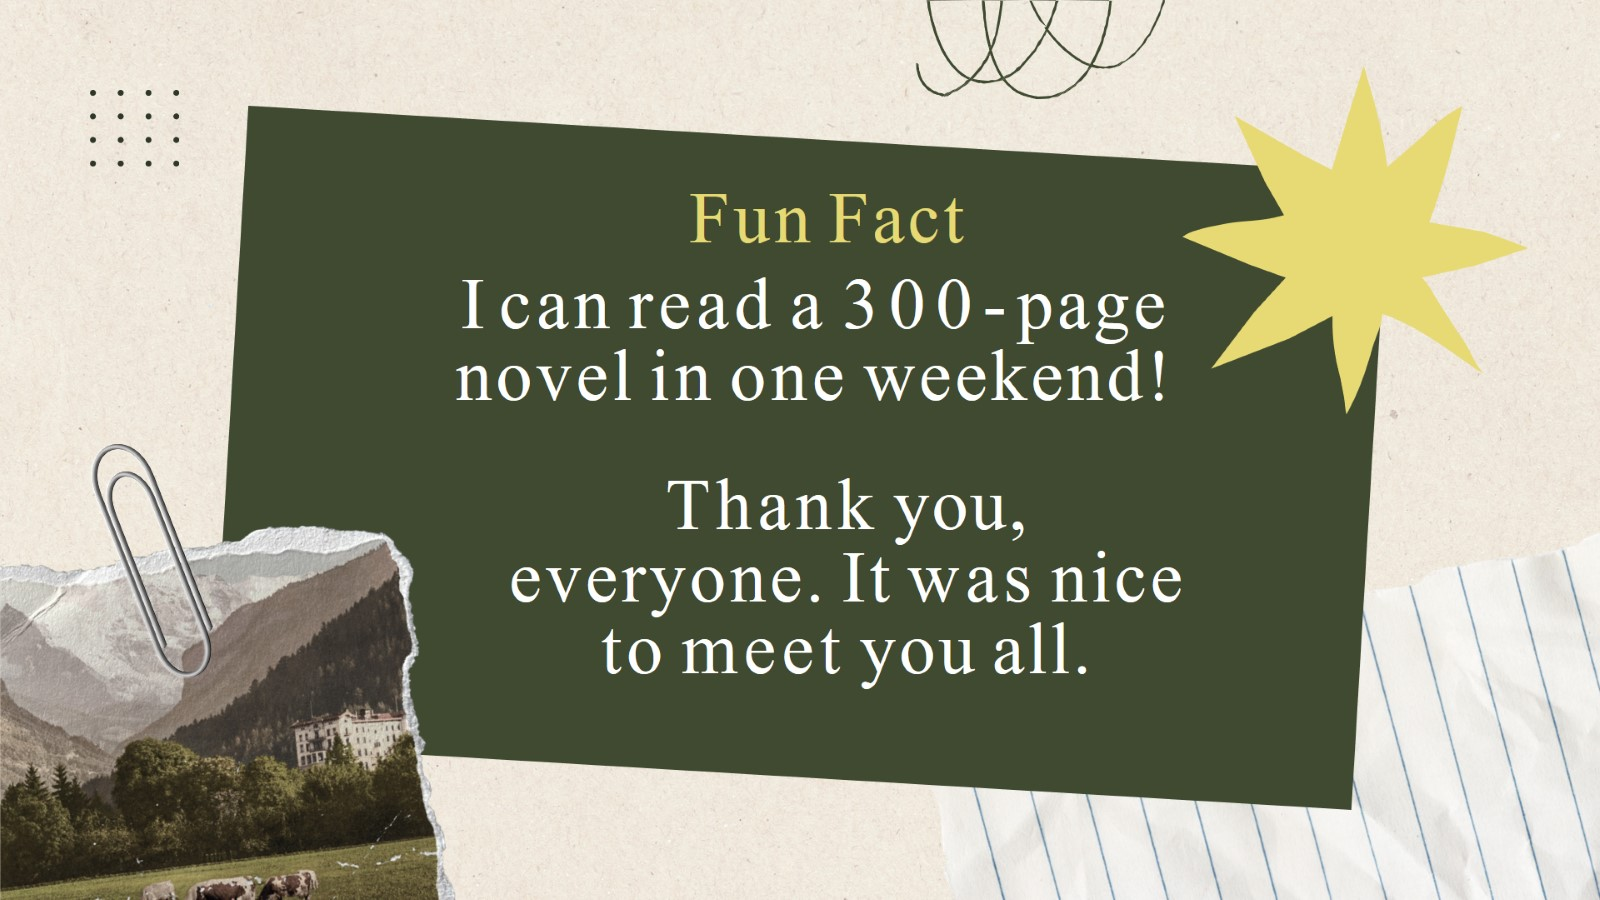 Fun Fact
I can read a 300-page
novel in one weekend!
Thank you,
everyone. It was nice
to meet you all.